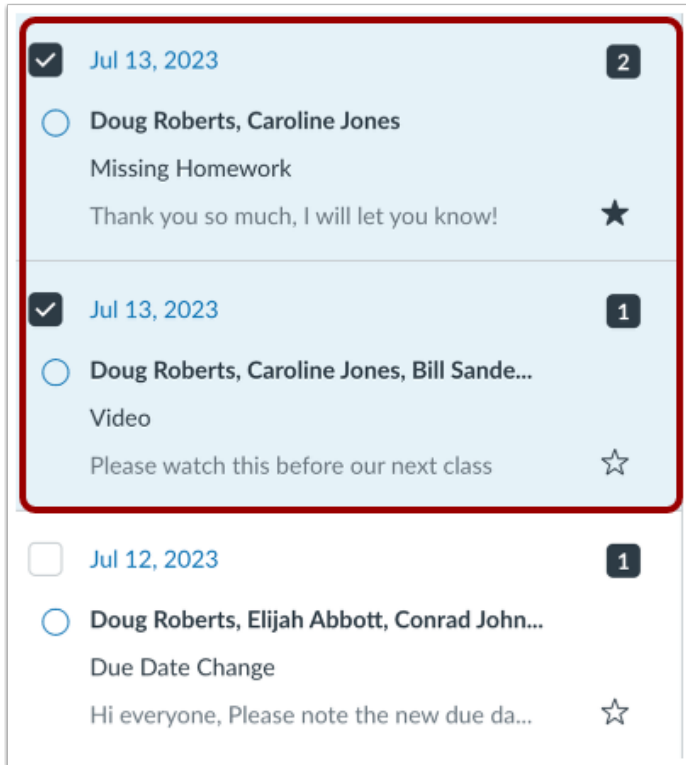 Jul 13, 2023 2
Doug Roberts, Caroline Jones
Missing Homework
Thank you so much, I will let you know!
Jul 13, 2023 1
Doug Roberts, Caroline Jones, Bill Sande...
Video
Please watch this before our next class
Jul 12, 2023 1
Doug Roberts, Elijah Abbott, Conrad John...
Due Date Change
Hi everyone, Please note the new due da...